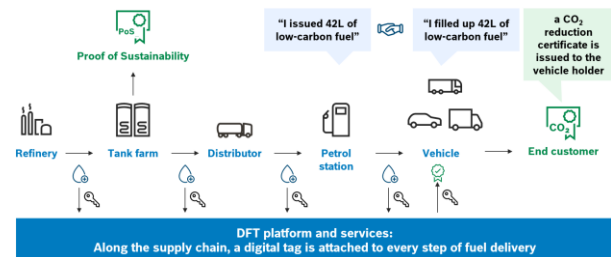 PoS
Proof of Sustainability
“I issued 42L of
low-carbon fuel”
“I filled up 42L of
low-carbon fuel”
a CO₂
reduction
certificate is
issued to the
vehicle holder
CO₂
Refinery
Tank farm
Distributor
Petrol
station
Vehicle
End customer
DFT platform and services:
Along the supply chain, a digital tag is attached to every step of fuel delivery